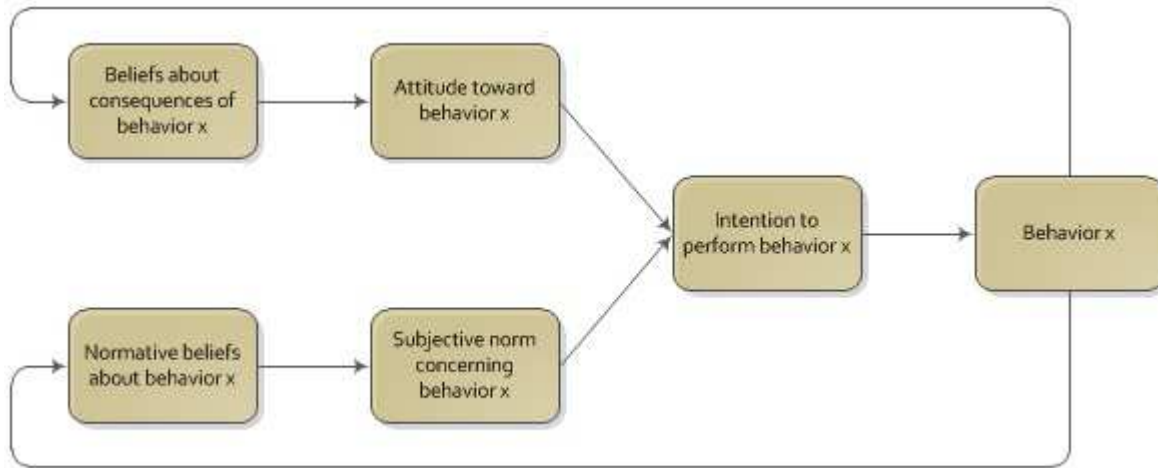 Beliefs about
consequences of
behavior x
Attitude toward
behavior x
Intention to
perform behavior x
Behavior x
Normative beliefs
about behavior x
Subjective norm
concerning
behavior x